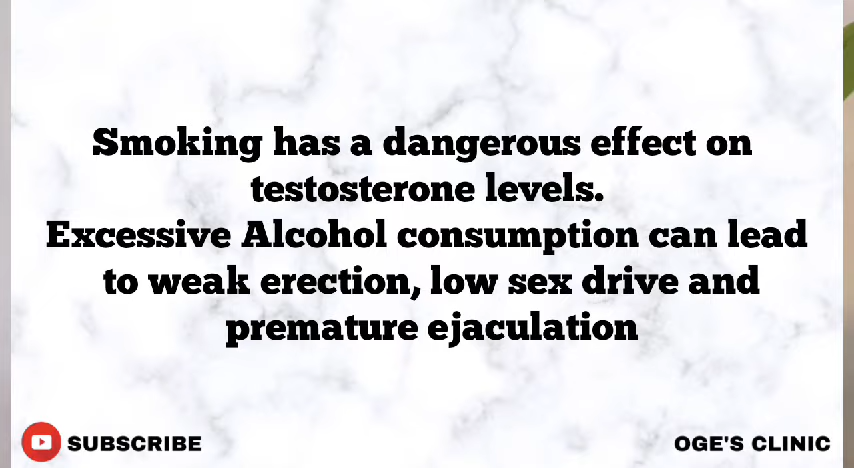 Smoking has a dangerous effect on
testosterone levels.
Excessive Alcohol consumption can lead
to weak erection, low sex drive and
premature ejaculation
SUBSCRIBE
OGE'S CLINIC